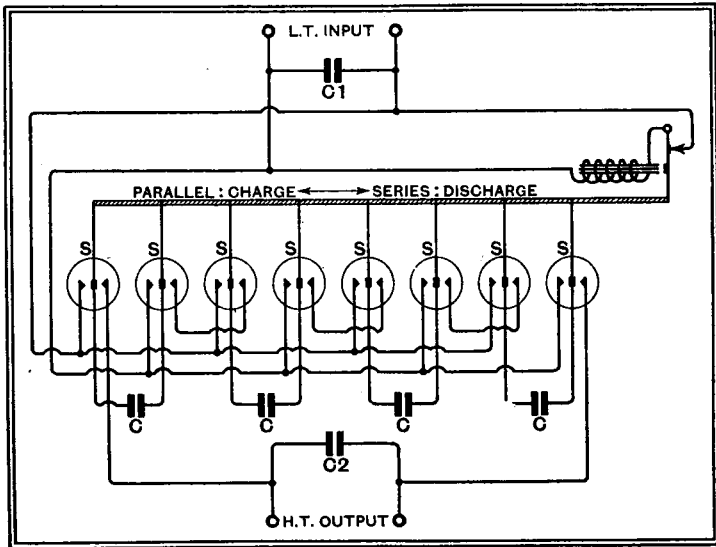 L.T. INPUT
C1
PARALLEL : CHARGE ←→ SERIES : DISCHARGE
S S S S S S S S
C C C C
C2
H.T. OUTPUT